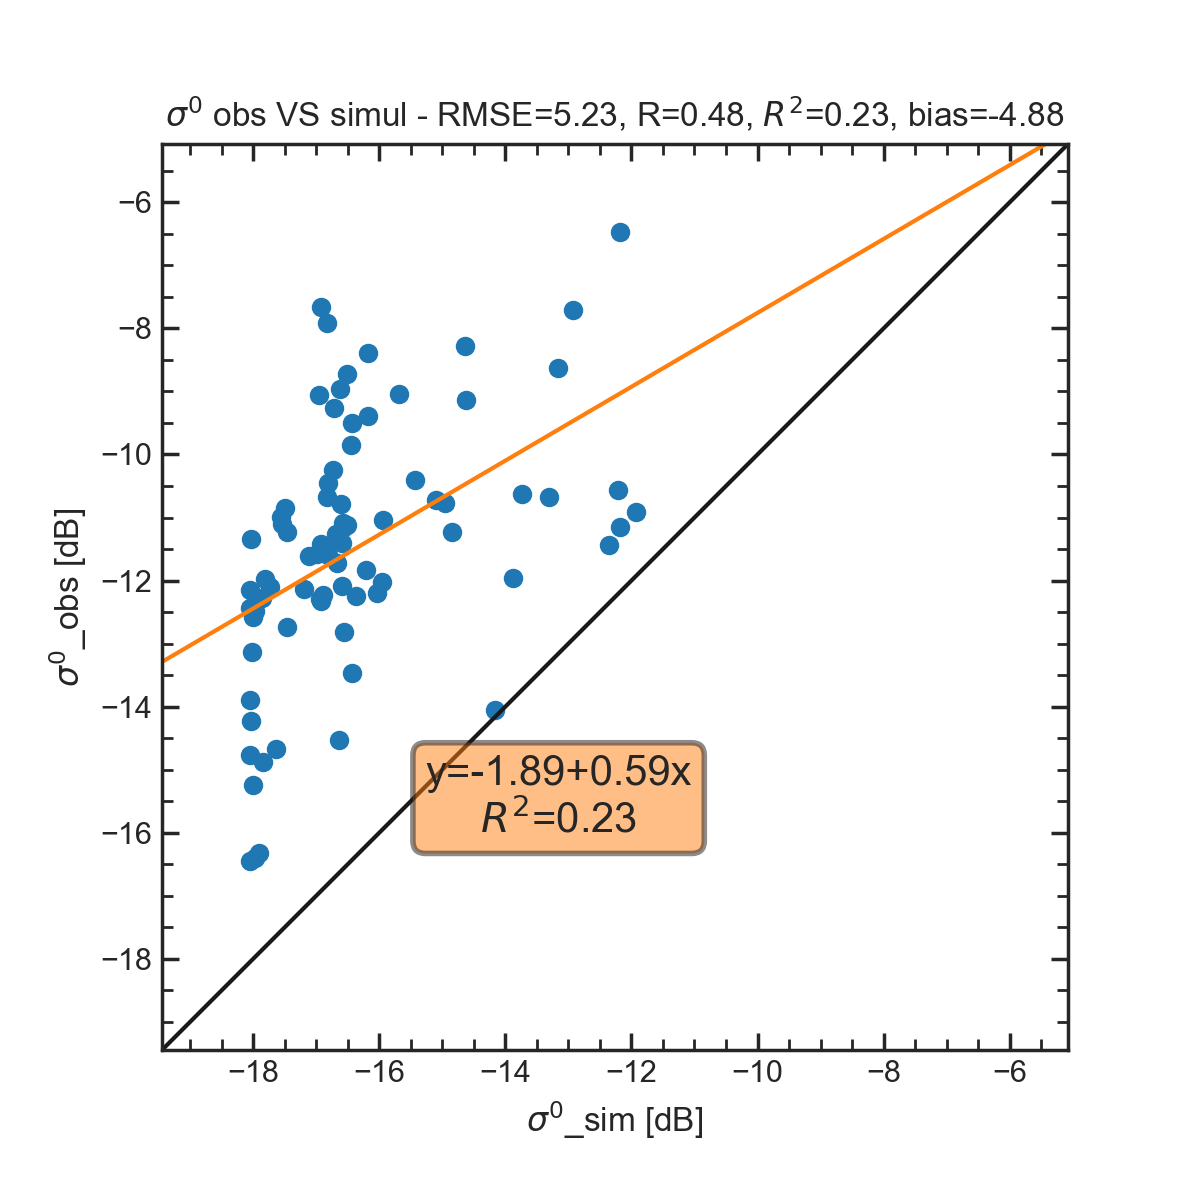 σ⁰ obs VS simul - RMSE=5.23, R=0.48, R²=0.23, bias=-4.88
−6
−8
−10
−12
−14
−16
−18
σ⁰_obs [dB]
y=-1.89+0.59x
R²=0.23
−18 −16 −14 −12 −10 −8 −6
σ⁰_sim [dB]